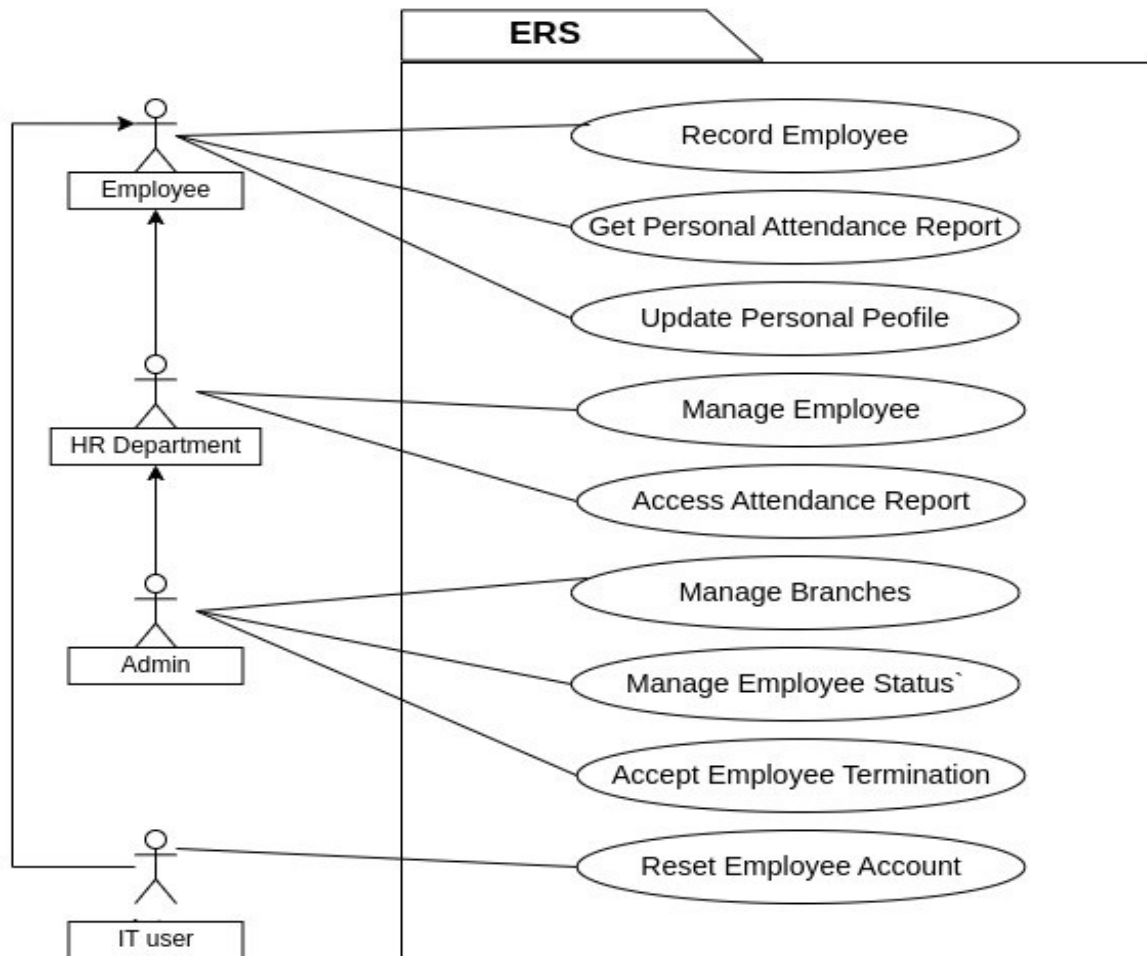 ERS
Record Employee
Employee
Get Personal Attendance Report
Update Personal Peofile
Manage Employee
HR Department
Access Attendance Report
Manage Branches
Admin
Manage Employee Status`
Accept Employee Termination
Reset Employee Account
IT user